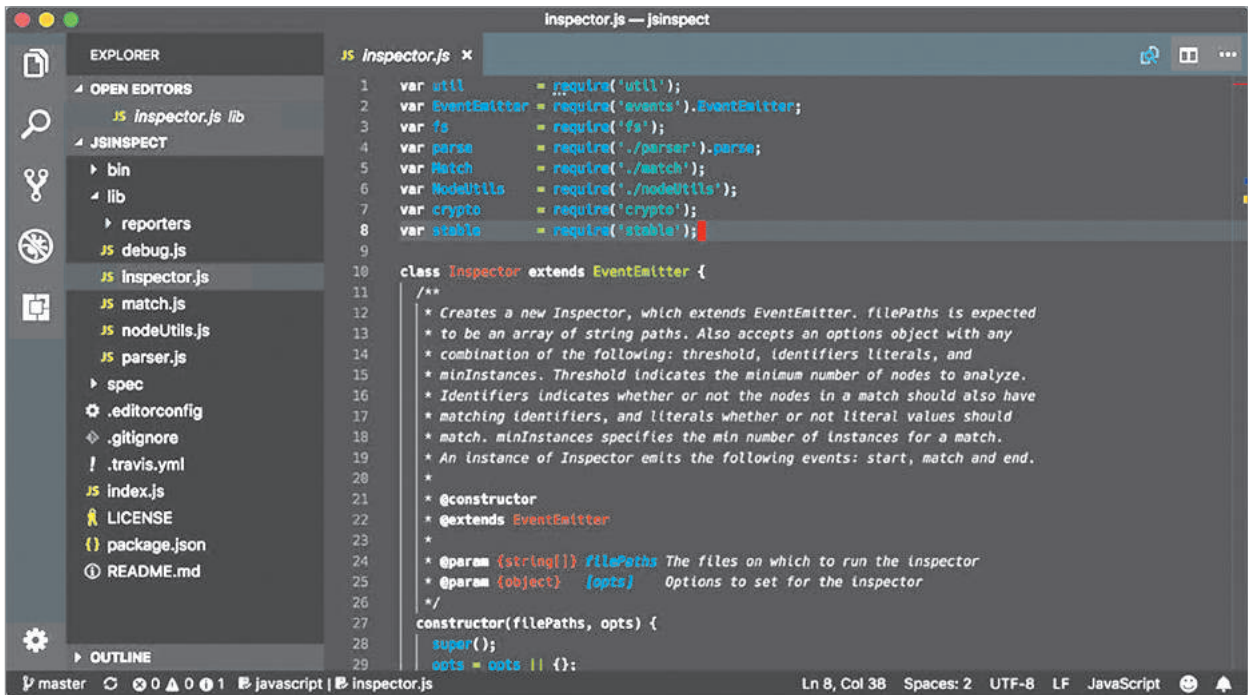 inspector.js — jsinspect
EXPLORER
OPEN EDITORS
JS inspector.js lib
JSINSPECT
bin
lib
reporters
JS debug.js
JS inspector.js
JS match.js
JS nodeUtils.js
JS parser.js
spec
.editorconfig
.gitignore
! .travis.yml
JS index.js
LICENSE
{} package.json
README.md
OUTLINE
JS inspector.js ×
1 var util = require('util');
2 var EventEmitter = require('events').EventEmitter;
3 var fs = require('fs');
4 var parse = require('./parser').parse;
5 var Match = require('./match');
6 var NodeUtils = require('./nodeUtils');
7 var crypto = require('crypto');
8 var stable = require('stable');
9
10 class Inspector extends EventEmitter {
11 /**
12 * Creates a new Inspector, which extends EventEmitter. filePaths is expected
13 * to be an array of string paths. Also accepts an options object with any
14 * combination of the following: threshold, identifiers literals, and
15 * minInstances. Threshold indicates the minimum number of nodes to analyze.
16 * Identifiers indicates whether or not the nodes in a match should also have
17 * matching identifiers, and literals whether or not literal values should
18 * match. minInstances specifies the min number of instances for a match.
19 * An instance of Inspector emits the following events: start, match and end.
20 *
21 * @constructor
22 * @extends EventEmitter
23 *
24 * @param {string[]} filePaths The files on which to run the inspector
25 * @param {object} [opts] Options to set for the inspector
26 */
27 constructor(filePaths, opts) {
28 super();
29 opts = opts || {};
master 0 0 1 javascript | inspector.js Ln 8, Col 38 Spaces: 2 UTF-8 LF JavaScript